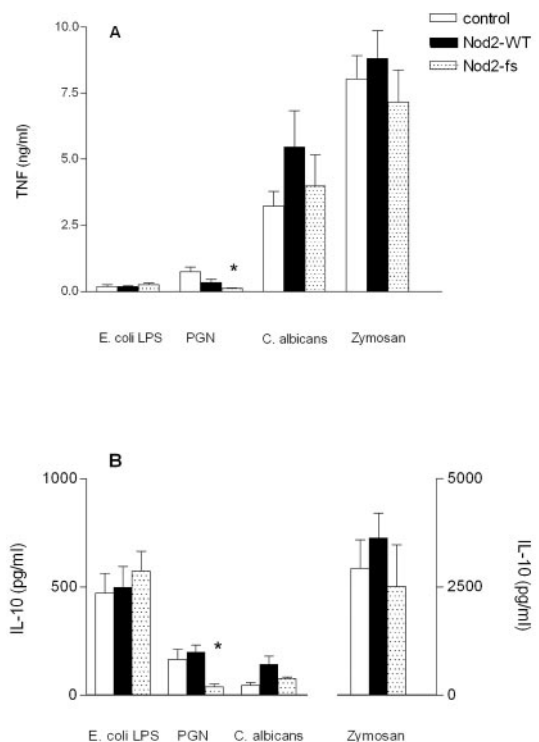 A
control
Nod2-WT
Nod2-fs
TNF (ng/ml)
10.0
7.5
5.0
2.5
0.0
*
E. coli LPS PGN C. albicans Zymosan
B
IL-10 (pg/ml)
1000
500
0
*
E. coli LPS PGN C. albicans Zymosan
5000
2500
0
IL-10 (pg/ml)